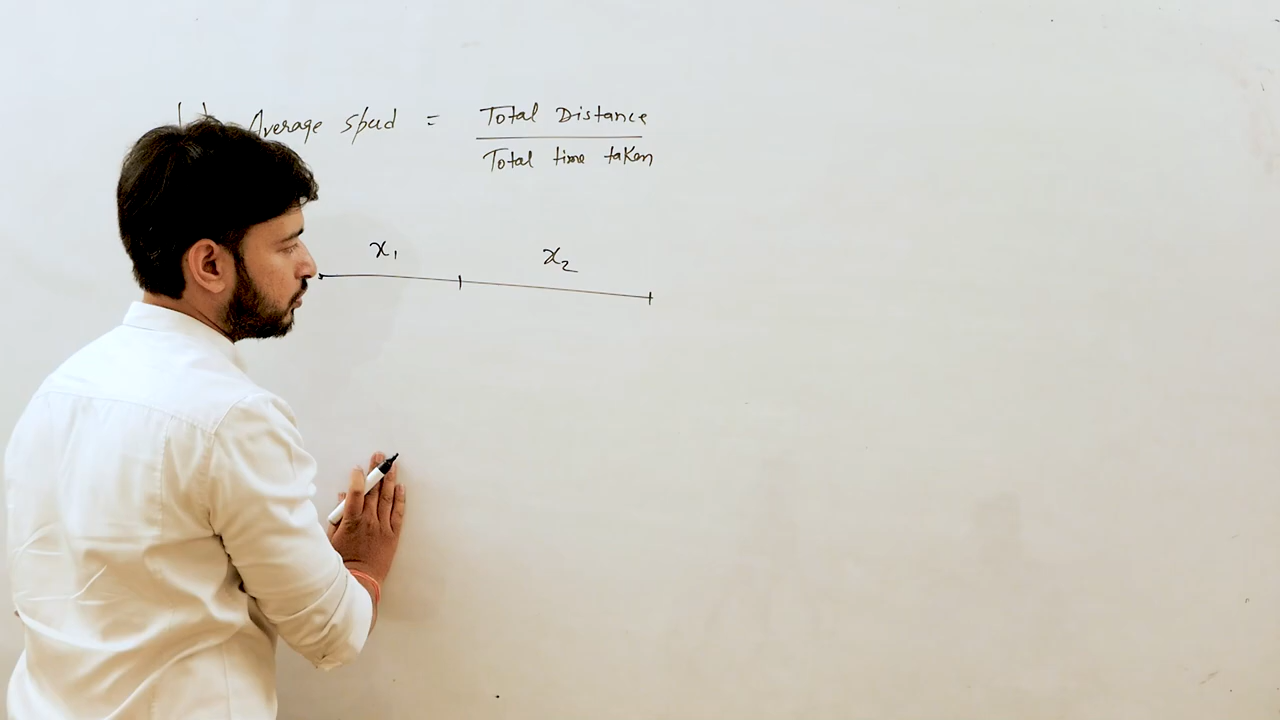 Average speed = Total Distance
Total time taken
x₁ x₂